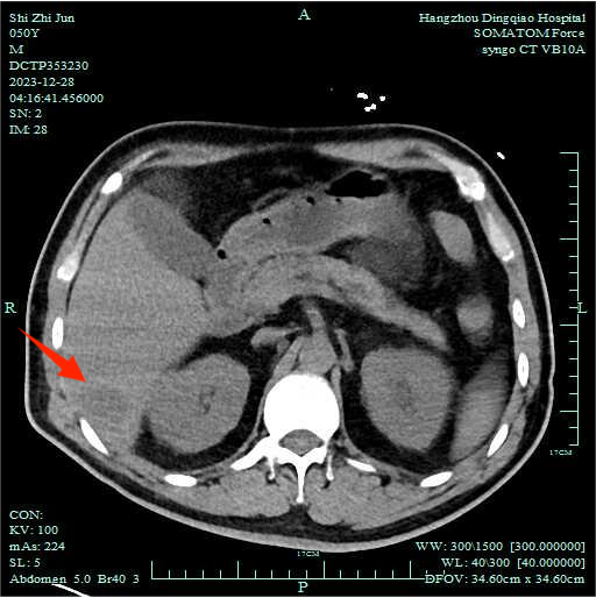 Shi Zhi Jun
050Y
M
DCTP353230
2023-12-28
04:16:41.456000
SN: 2
IM: 28
A
Hangzhou Dingqiao Hospital
SOMATOM Force
syngo CT VB10A
R
L
17CM
CON:
KV: 100
mAs: 224
SL: 5
Abdomen 5.0 Br40 3
17CM
P
WW: 300\1500 [300.000000]
WL: 40\300 [40.000000]
DFOV: 34.60cm x 34.60cm